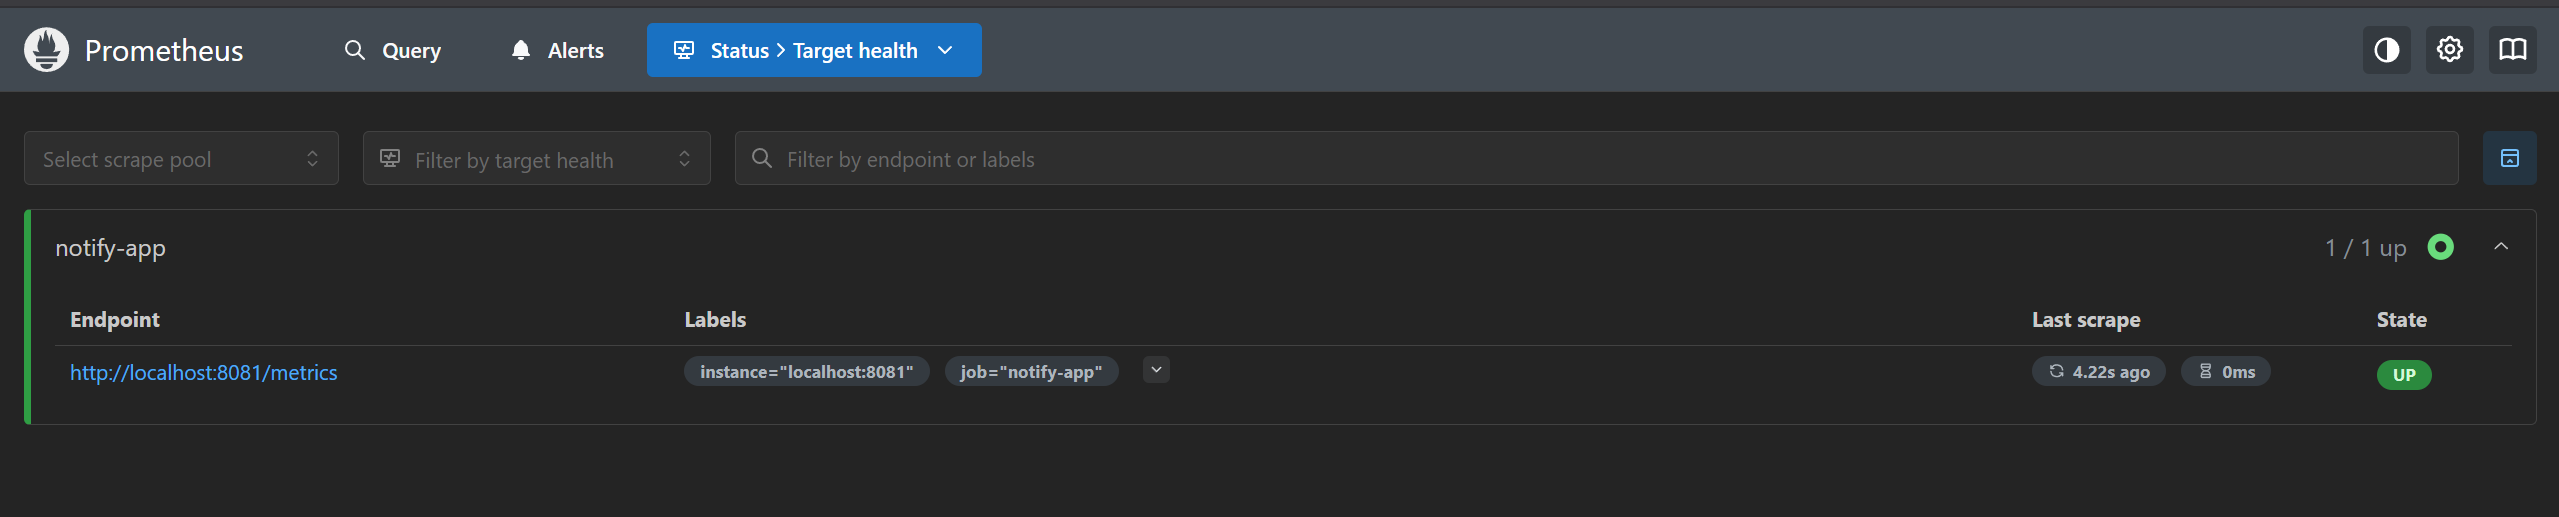 Prometheus Query Alerts Status > Target health
Select scrape pool Filter by target health Filter by endpoint or labels
notify-app 1 / 1 up
Endpoint Labels Last scrape State
http://localhost:8081/metrics instance="localhost:8081" job="notify-app" 4.22s ago 0ms UP